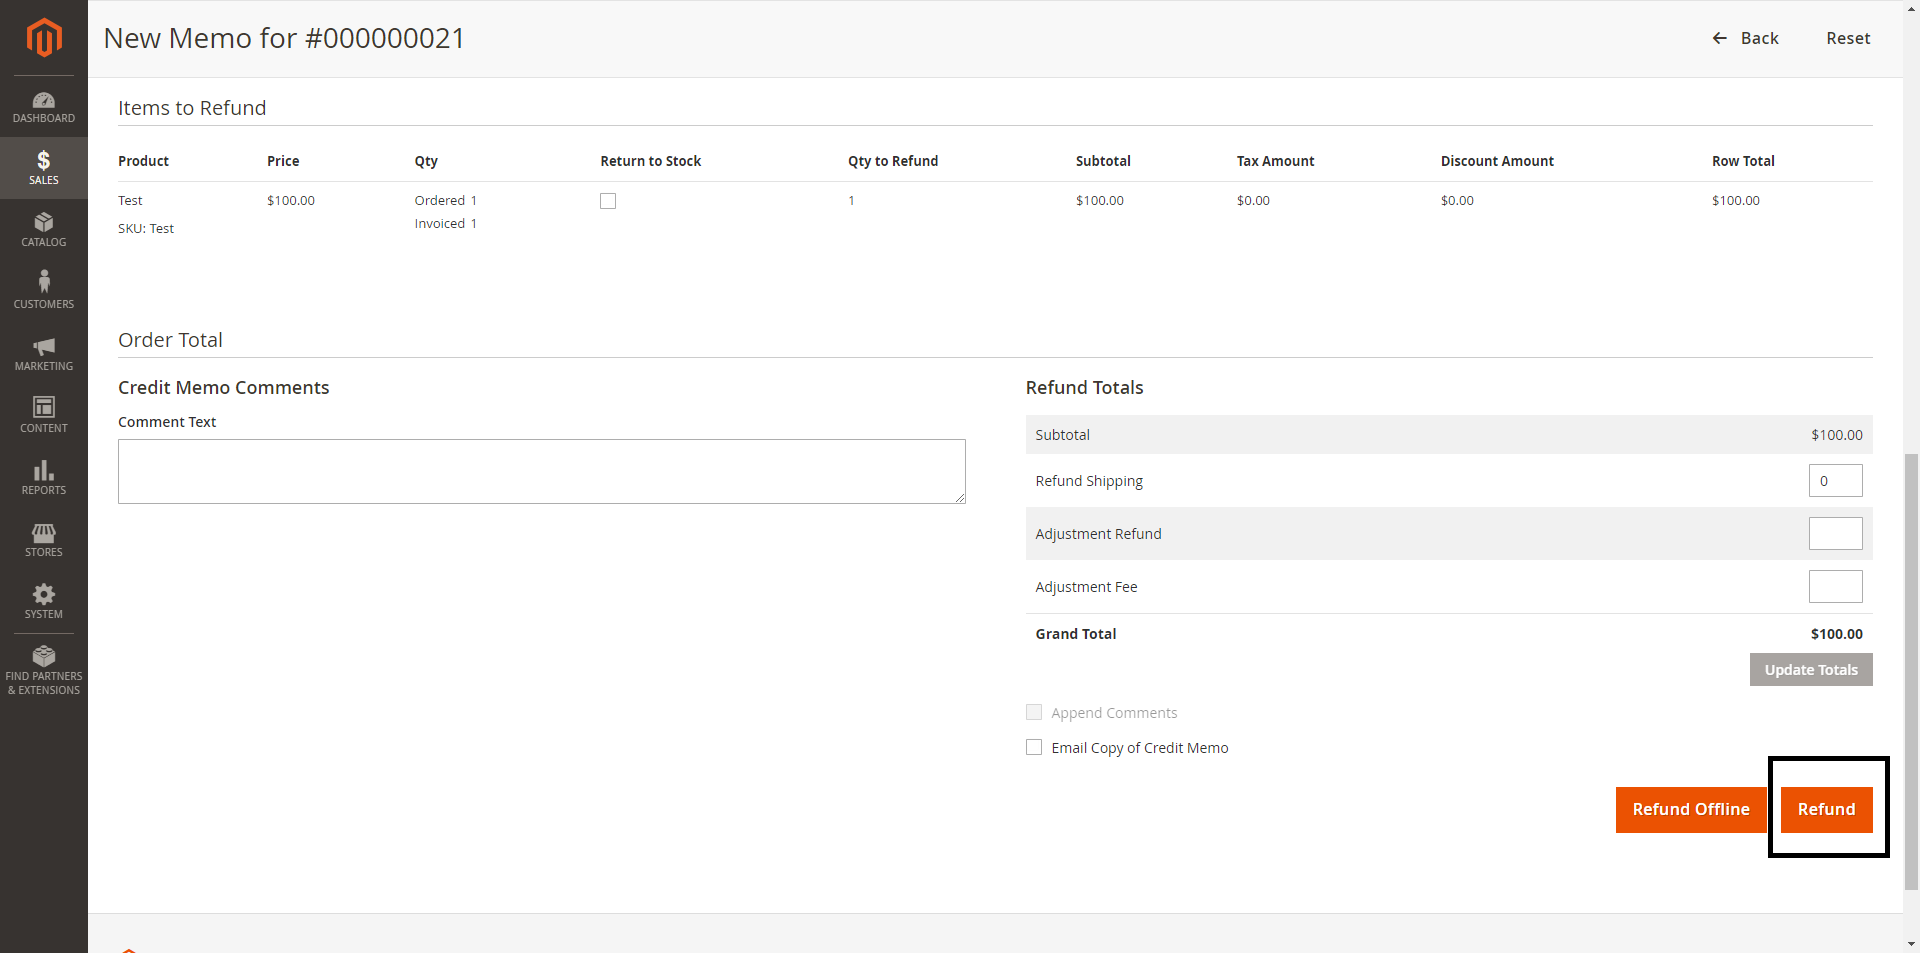 New Memo for #000000021
Back
Reset
DASHBOARD
SALES
CATALOG
CUSTOMERS
MARKETING
CONTENT
REPORTS
STORES
SYSTEM
FIND PARTNERS
& EXTENSIONS
Items to Refund
Product Price Qty Return to Stock Qty to Refund Subtotal Tax Amount Discount Amount Row Total
Test $100.00 Ordered 1 1 $100.00 $0.00 $0.00 $100.00
Invoiced 1
SKU: Test
Order Total
Credit Memo Comments
Comment Text
Refund Totals
Subtotal $100.00
Refund Shipping 0
Adjustment Refund
Adjustment Fee
Grand Total $100.00
Update Totals
Append Comments
Email Copy of Credit Memo
Refund Offline Refund